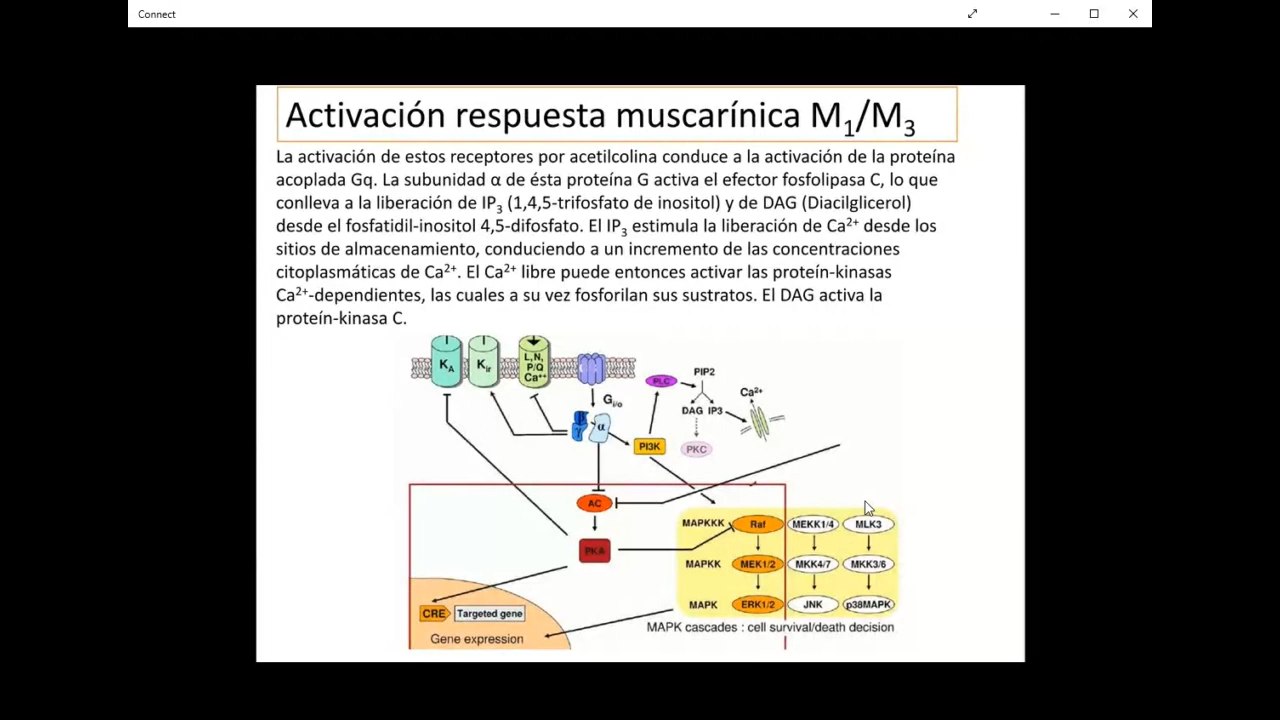 Connect
Activación respuesta muscarínica M₁/M₃
La activación de estos receptores por acetilcolina conduce a la activación de la proteína
acoplada Gq. La subunidad α de ésta proteína G activa el efector fosfolipasa C, lo que
conlleva a la liberación de IP₃ (1,4,5-trifosfato de inositol) y de DAG (Diacilglicerol)
desde el fosfatidil-inositol 4,5-difosfato. El IP₃ estimula la liberación de Ca²⁺ desde los
sitios de almacenamiento, conduciendo a un incremento de las concentraciones
citoplasmáticas de Ca²⁺. El Ca²⁺ libre puede entonces activar las proteín-kinasas
Ca²⁺-dependientes, las cuales a su vez fosforilan sus sustratos. El DAG activa la
proteín-kinasa C.
K_A
K_ir
L,N,
P/Q
Ca++
G_i/o
β
γ
α
PLC
PIP2
DAG IP3
Ca²⁺
PI3K
PKC
AC
PKA
MAPKKK Raf MEKK1/4 MLK3
MAPKK MEK1/2 MKK4/7 MKK3/6
MAPK ERK1/2 JNK p38MAPK
MAPK cascades : cell survival/death decision
CRE Targeted gene
Gene expression